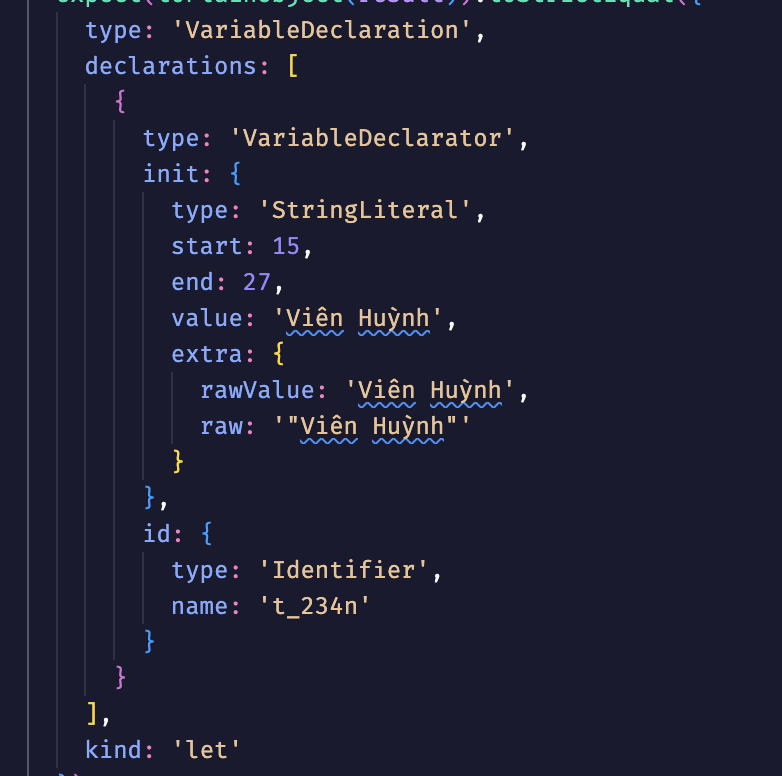 type: 'VariableDeclaration',
declarations: [
{
type: 'VariableDeclarator',
init: {
type: 'StringLiteral',
start: 15,
end: 27,
value: 'Viên Huỳnh',
extra: {
rawValue: 'Viên Huỳnh',
raw: '"Viên Huỳnh"'
}
},
id: {
type: 'Identifier',
name: 't_234n'
}
}
],
kind: 'let'